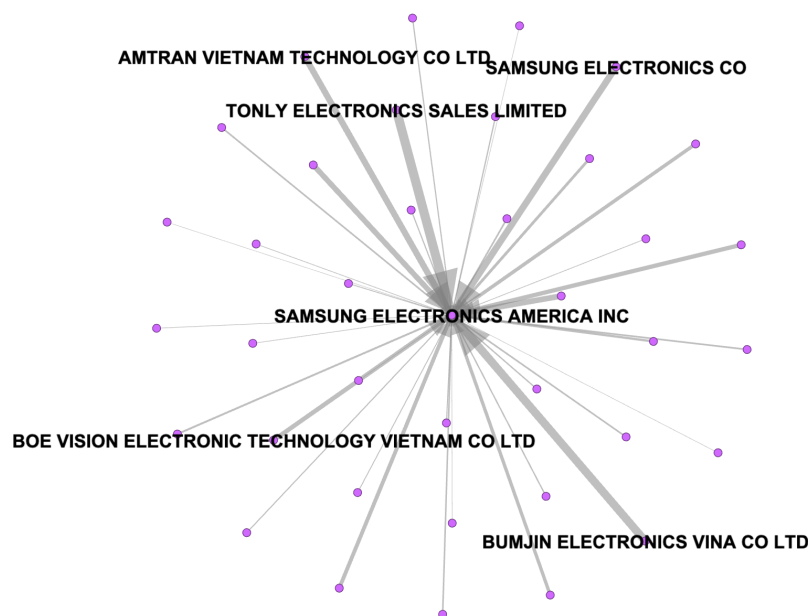 AMTRAN VIETNAM TECHNOLOGY CO LTD
SAMSUNG ELECTRONICS CO
TONLY ELECTRONICS SALES LIMITED
SAMSUNG ELECTRONICS AMERICA INC
BOE VISION ELECTRONIC TECHNOLOGY VIETNAM CO LTD
BUMJIN ELECTRONICS VINA CO LTD